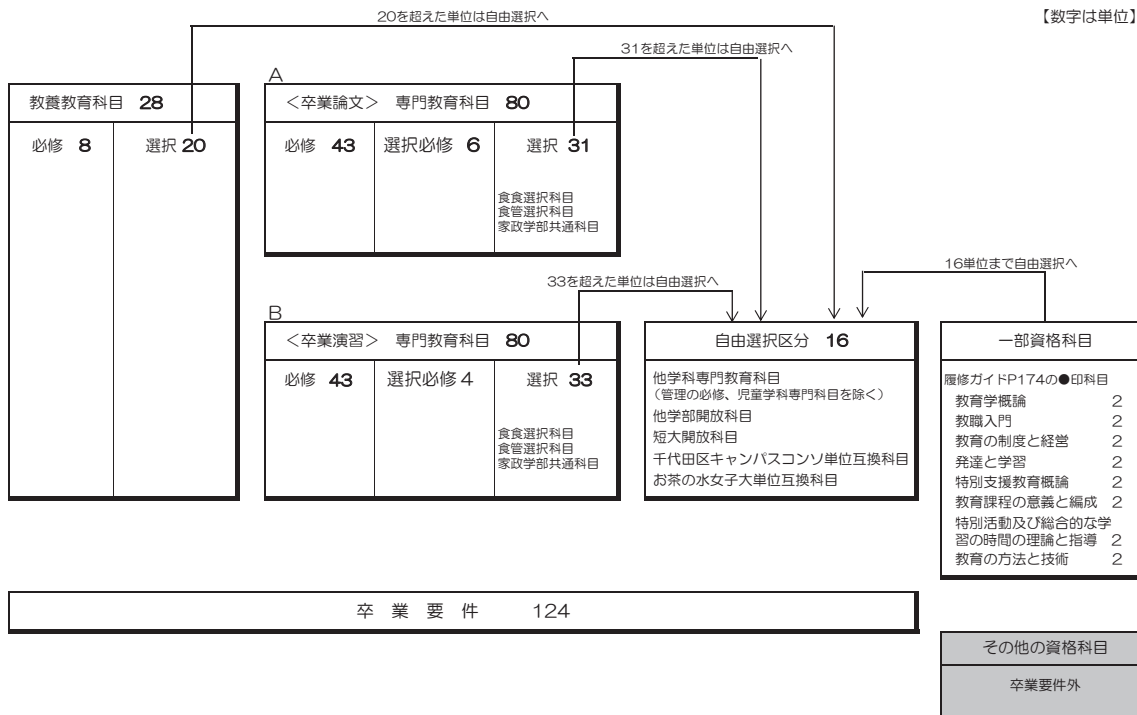 20を超えた単位は自由選択へ
【数字は単位】
31を超えた単位は自由選択へ
教養教育科目 28
必修 8
選択 20
A
<卒業論文> 専門教育科目 80
必修 43
選択必修 6
選択 31
食食選択科目
食管選択科目
家政学部共通科目
33を超えた単位は自由選択へ
16単位まで自由選択へ
B
<卒業演習> 専門教育科目 80
必修 43
選択必修 4
選択 33
食食選択科目
食管選択科目
家政学部共通科目
自由選択区分 16
他学科専門教育科目
(管理の必修、児童学科専門科目を除く)
他学部開放科目
短大開放科目
千代田区キャンパスコンソ単位互換科目
お茶の水女子大単位互換科目
一部資格科目
履修ガイドP174の●印科目
教育学概論 2
教職入門 2
教育の制度と経営 2
発達と学習 2
特別支援教育概論 2
教育課程の意義と編成 2
特別活動及び総合的な学
習の時間の理論と指導 2
教育の方法と技術 2
卒業要件 124
その他の資格科目
卒業要件外